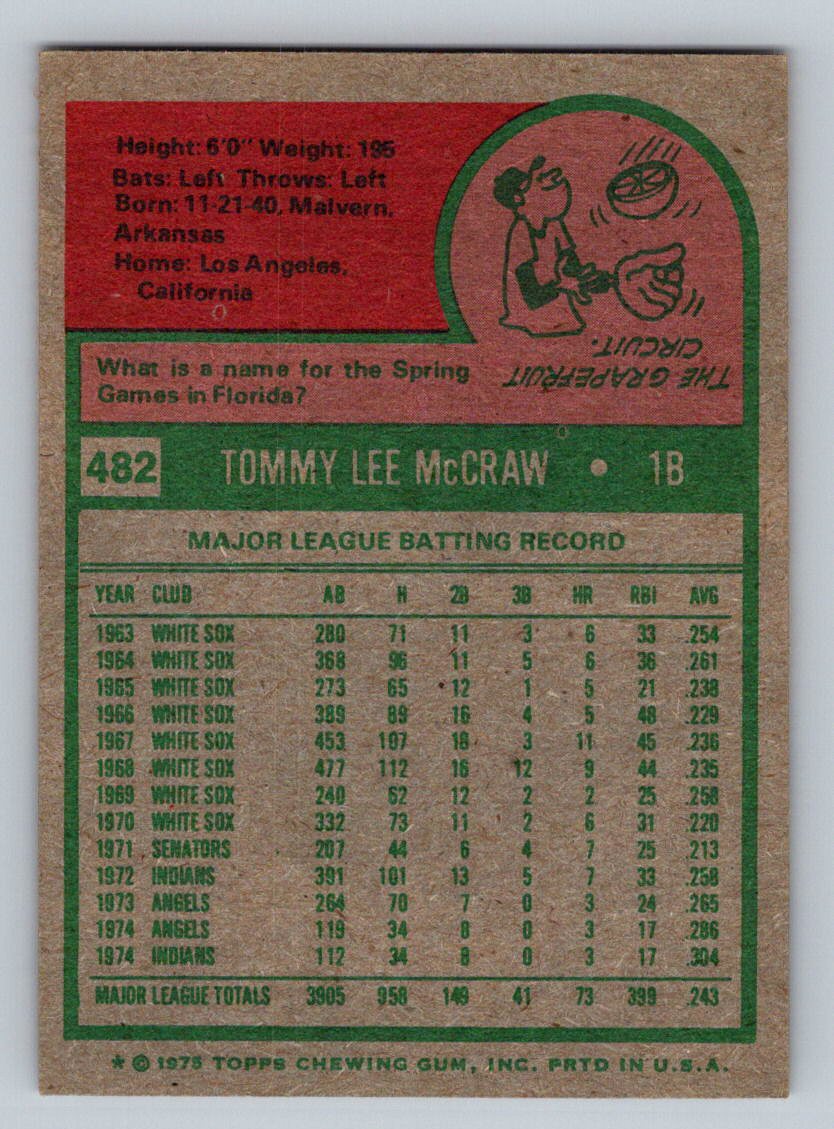 Height: 6'0" Weight: 195
Bats: Left Throws: Left
Born: 11-21-40, Malvern,
Arkansas
Home: Los Angeles,
California
What is a name for the Spring
Games in Florida?
THE GRAPEFRUIT
CIRCUIT.
482 TOMMY LEE McCRAW • 1B
MAJOR LEAGUE BATTING RECORD
YEAR CLUB AB H 2B 3B HR RBI AVG
1963 WHITE SOX 280 71 11 3 6 33 .254
1964 WHITE SOX 368 96 11 5 6 36 .261
1965 WHITE SOX 273 65 12 1 5 21 .238
1966 WHITE SOX 389 89 16 4 5 48 .229
1967 WHITE SOX 453 107 18 3 11 45 .236
1968 WHITE SOX 477 112 16 12 9 44 .235
1969 WHITE SOX 240 62 12 2 2 25 .258
1970 WHITE SOX 332 73 11 2 6 31 .220
1971 SENATORS 207 44 6 4 7 25 .213
1972 INDIANS 391 101 13 5 7 33 .258
1973 ANGELS 264 70 7 0 3 24 .265
1974 ANGELS 119 34 8 0 3 17 .286
1974 INDIANS 112 34 8 0 3 17 .304
MAJOR LEAGUE TOTALS 3905 958 149 41 73 399 .243
* © 1975 TOPPS CHEWING GUM, INC. PRTD IN U.S.A.